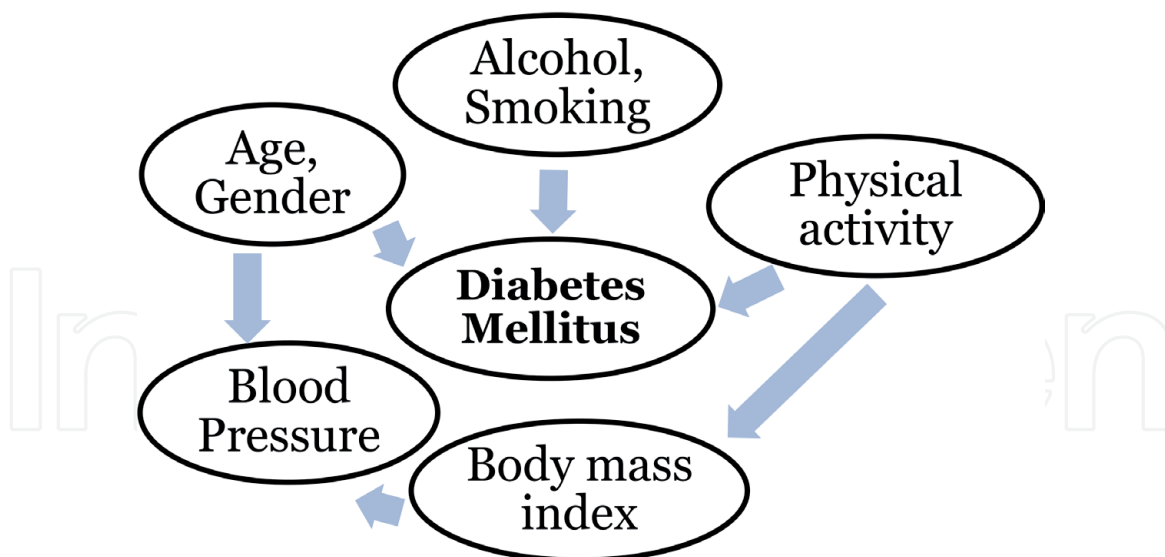 Alcohol,
Smoking
Age,
Gender
Physical
activity
Diabetes
Mellitus
Blood
Pressure
Body mass
index